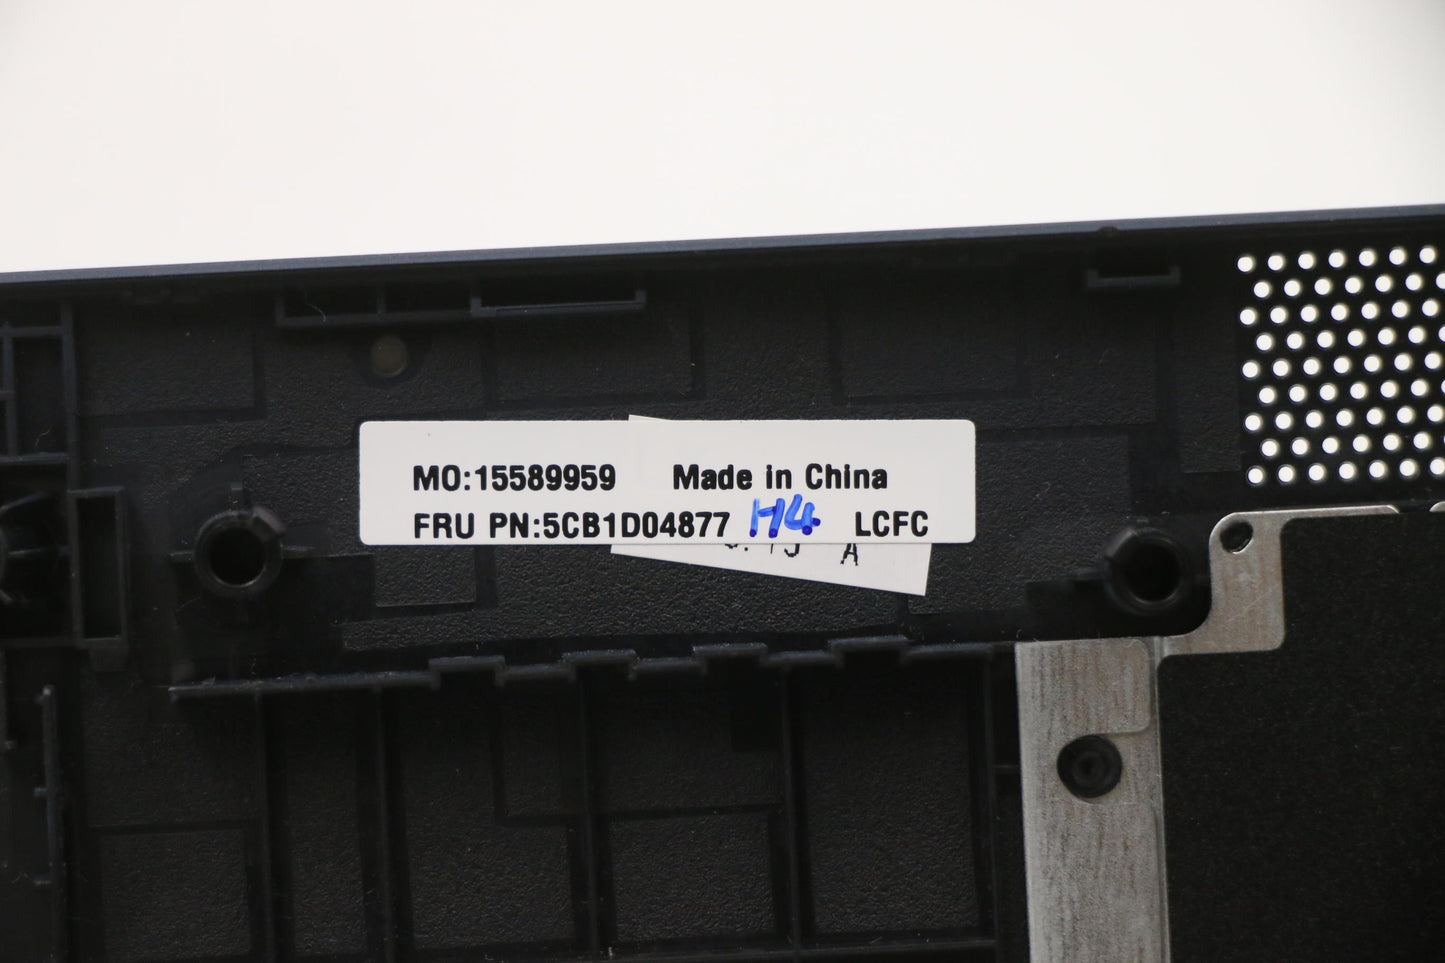 MO:15589959 Made in China
FRU PN:5CB1D04877 H4 LCFC
A